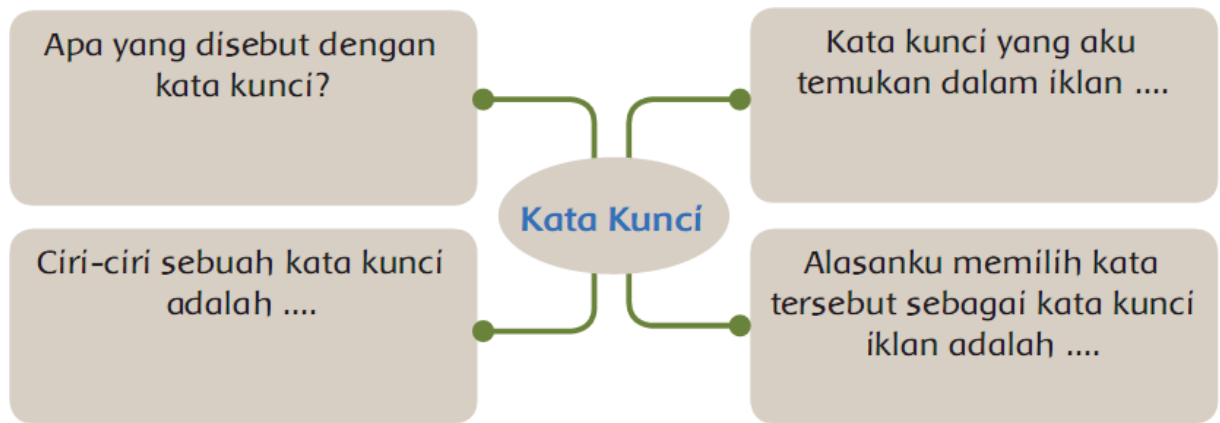 Apa yang disebut dengan
kata kunci?
Kata kunci yang aku
temukan dalam iklan ....
Kata Kunci
Ciri-ciri sebuah kata kunci
adalah ....
Alasanku memilih kata
tersebut sebagai kata kunci
iklan adalah ....